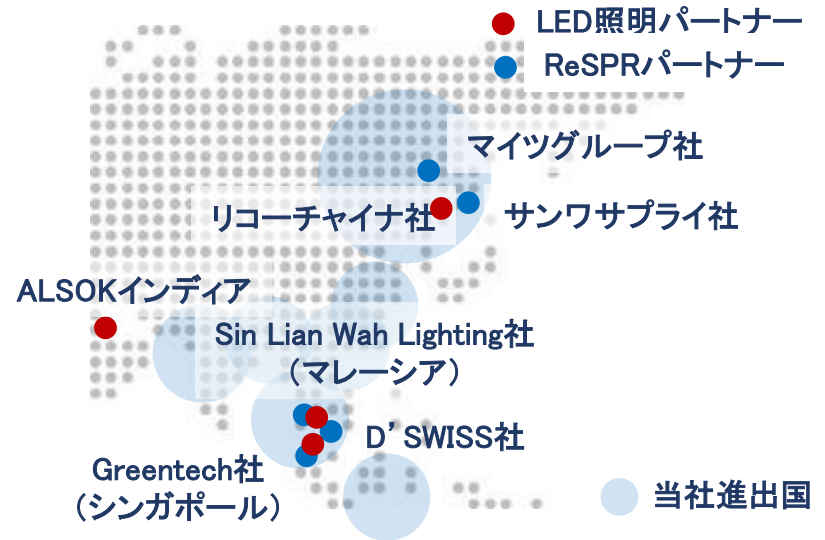 LED照明パートナー
ReSPRパートナー
マイツグループ社
リコーチャイナ社
サンワサプライ社
ALSOKインディア
Sin Lian Wah Lighting社
（マレーシア）
D’SWISS社
Greentech社
（シンガポール）
当社進出国